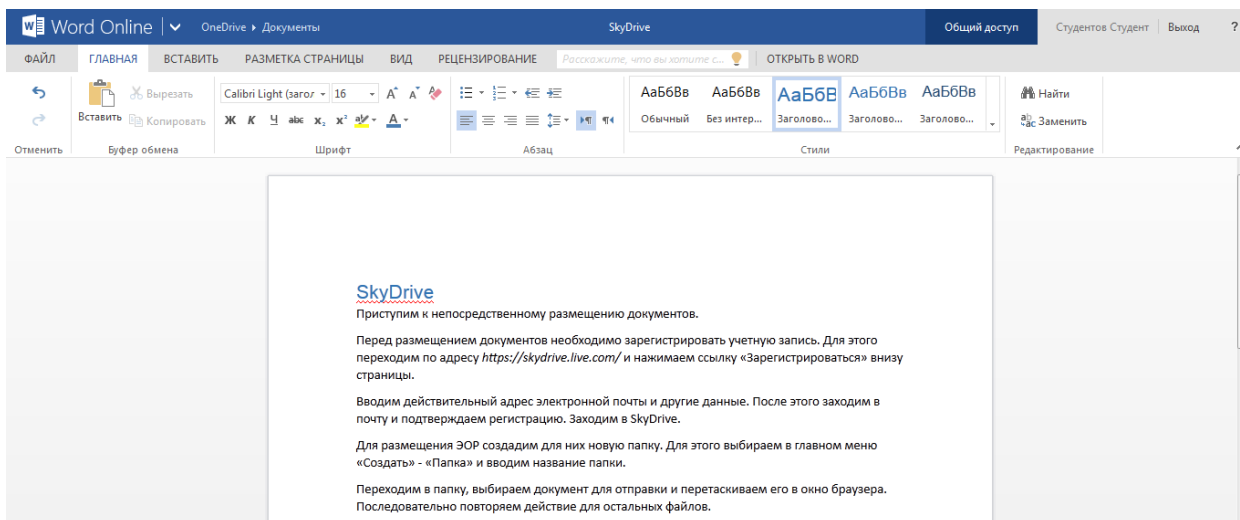 Word Online OneDrive ▸ Документы SkyDrive Общий доступ Студентов Студент Выход ?
ФАЙЛ ГЛАВНАЯ ВСТАВИТЬ РАЗМЕТКА СТРАНИЦЫ ВИД РЕЦЕНЗИРОВАНИЕ Расскажите, что вы хотите с... ОТКРЫТЬ В WORD
Вставить Вырезать Calibri Light (загол 16 АаБбВв АаБбВв АаБбВ АаБбВв АаБбВв Найти
Копировать Ж К Ч abc x₂ x² Обычный Без интер... Заголово... Заголово... Заголово... Заменить
Отменить Буфер обмена Шрифт Абзац Стили Редактирование
SkyDrive
Приступим к непосредственному размещению документов.
Перед размещением документов необходимо зарегистрировать учетную запись. Для этого
переходим по адресу https://skydrive.live.com/ и нажимаем ссылку «Зарегистрироваться» внизу
страницы.
Вводим действительный адрес электронной почты и другие данные. После этого заходим в
почту и подтверждаем регистрацию. Заходим в SkyDrive.
Для размещения ЭОР создадим для них новую папку. Для этого выбираем в главном меню
«Создать» - «Папка» и вводим название папки.
Переходим в папку, выбираем документ для отправки и перетаскиваем его в окно браузера.
Последовательно повторяем действие для остальных файлов.